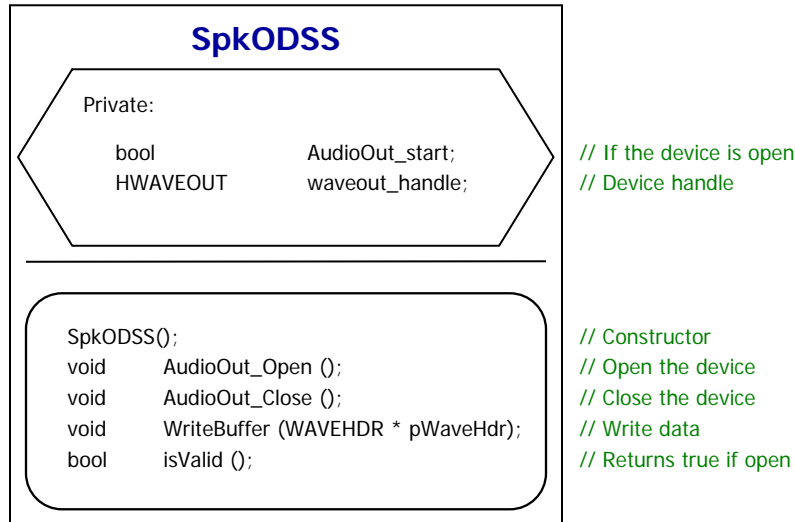 SpkODSS
Private:
bool AudioOut_start; // If the device is open
HWAVEOUT waveout_handle; // Device handle
SpkODSS(); // Constructor
void AudioOut_Open (); // Open the device
void AudioOut_Close (); // Close the device
void WriteBuffer (WAVEHDR * pWaveHdr); // Write data
bool isValid (); // Returns true if open